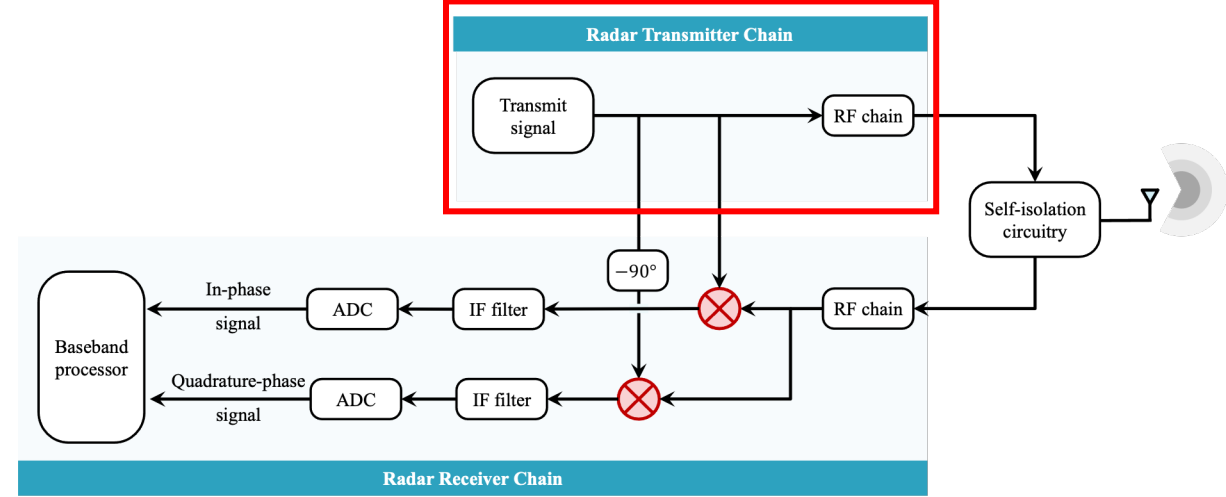 Radar Transmitter Chain
Transmit
signal
RF chain
Self-isolation
circuitry
−90°
In-phase
signal
ADC
IF filter
RF chain
Baseband
processor
Quadrature-phase
signal
ADC
IF filter
Radar Receiver Chain